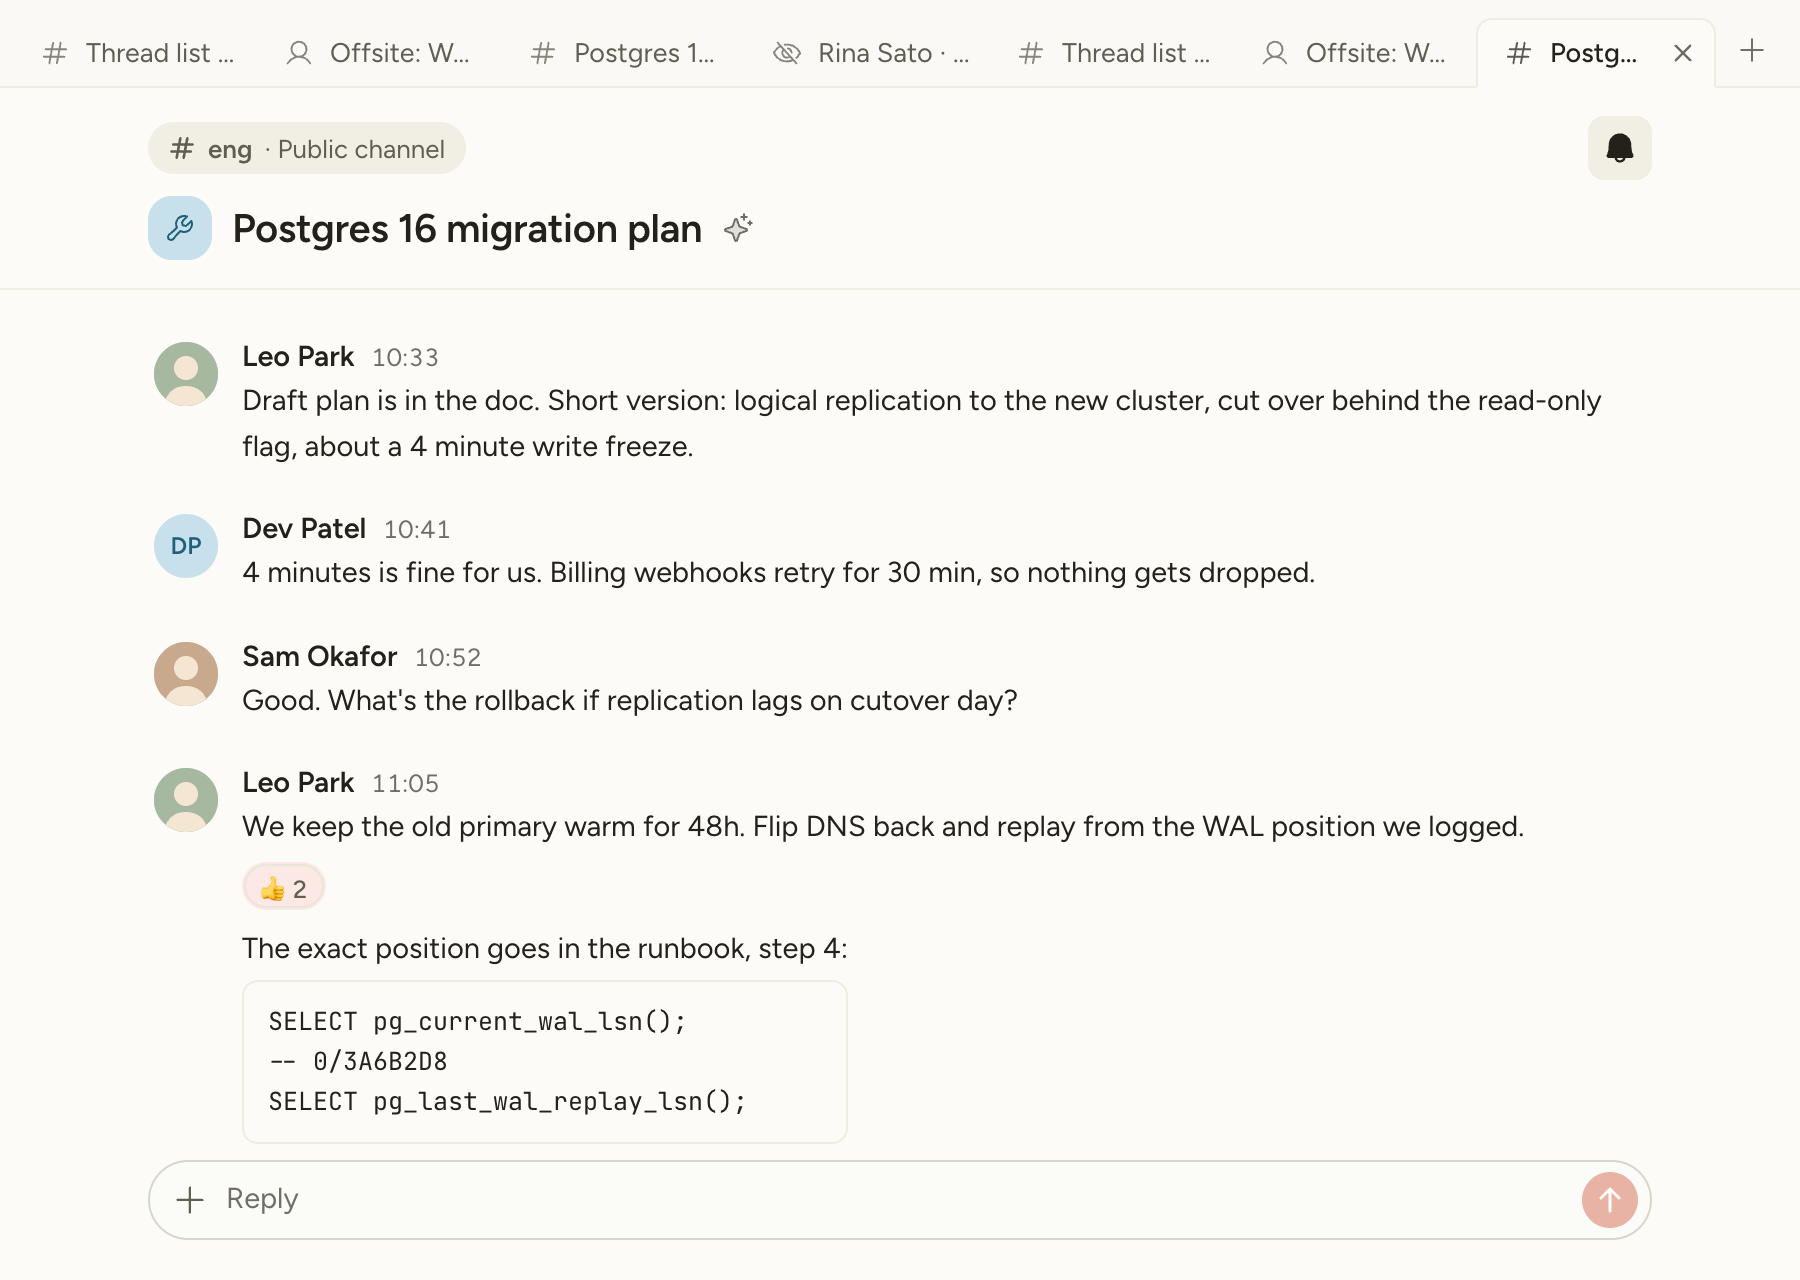 Thread list ...
Offsite: W...
Postgres 1...
Rina Sato · ...
Thread list ...
Offsite: W...
Postg...
# eng · Public channel
Postgres 16 migration plan
Leo Park 10:33
Draft plan is in the doc. Short version: logical replication to the new cluster, cut over behind the read-only
flag, about a 4 minute write freeze.
DP
Dev Patel 10:41
4 minutes is fine for us. Billing webhooks retry for 30 min, so nothing gets dropped.
Sam Okafor 10:52
Good. What's the rollback if replication lags on cutover day?
Leo Park 11:05
We keep the old primary warm for 48h. Flip DNS back and replay from the WAL position we logged.
👍 2
The exact position goes in the runbook, step 4:
SELECT pg_current_wal_lsn();
-- 0/3A6B2D8
SELECT pg_last_wal_replay_lsn();
Reply